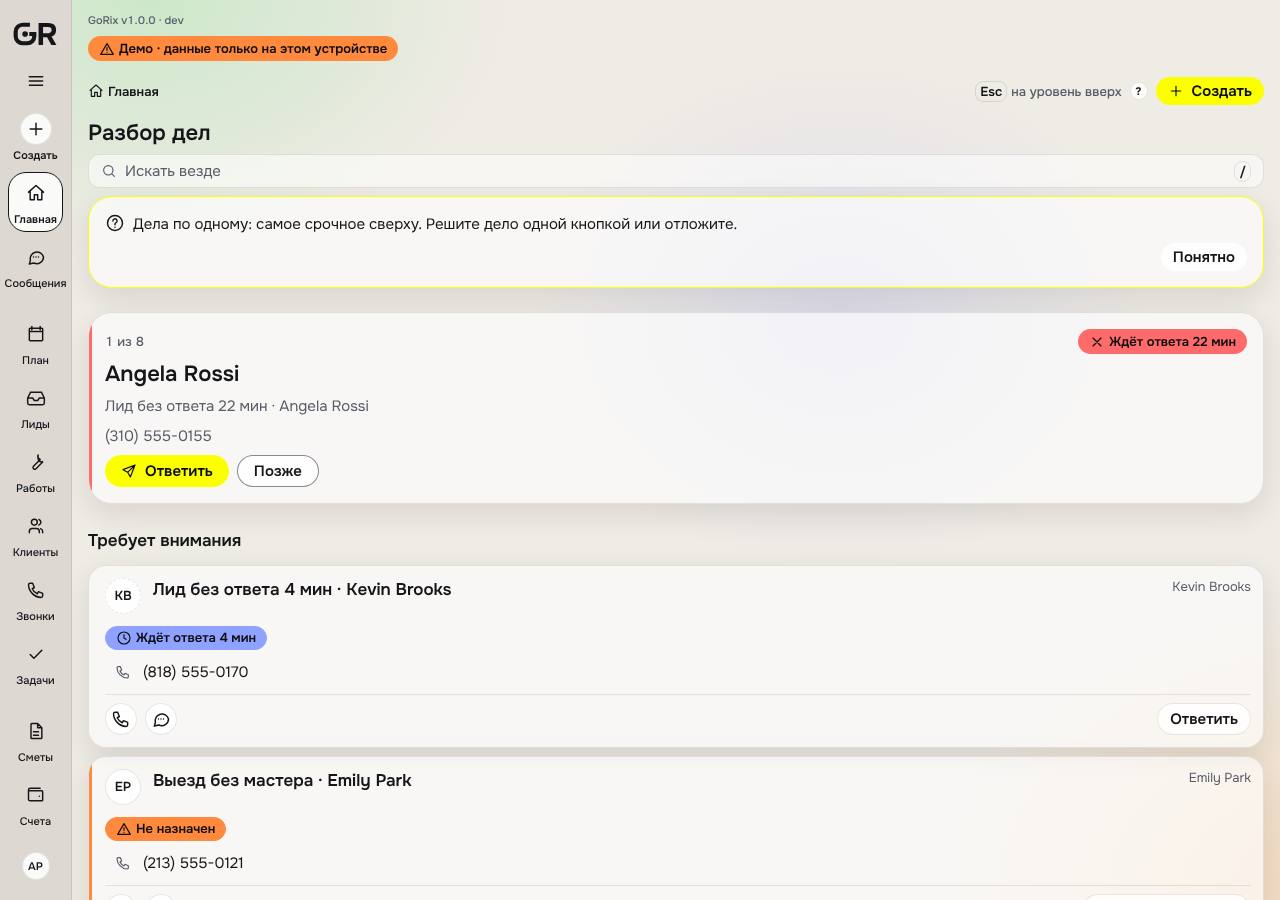 GR
GoRix v1.0.0 · dev
Демо · данные только на этом устройстве
Главная
Esc на уровень вверх ?
Создать
Создать
Главная
Сообщения
План
Лиды
Работы
Клиенты
Звонки
Задачи
Сметы
Счета
AP
Разбор дел
Искать везде /
Дела по одному: самое срочное сверху. Решите дело одной кнопкой или отложите.
Понятно
1 из 8
Ждёт ответа 22 мин
Angela Rossi
Лид без ответа 22 мин · Angela Rossi
(310) 555-0155
Ответить
Позже
Требует внимания
KB
Лид без ответа 4 мин · Kevin Brooks
Kevin Brooks
Ждёт ответа 4 мин
(818) 555-0170
Ответить
EP
Выезд без мастера · Emily Park
Emily Park
Не назначен
(213) 555-0121